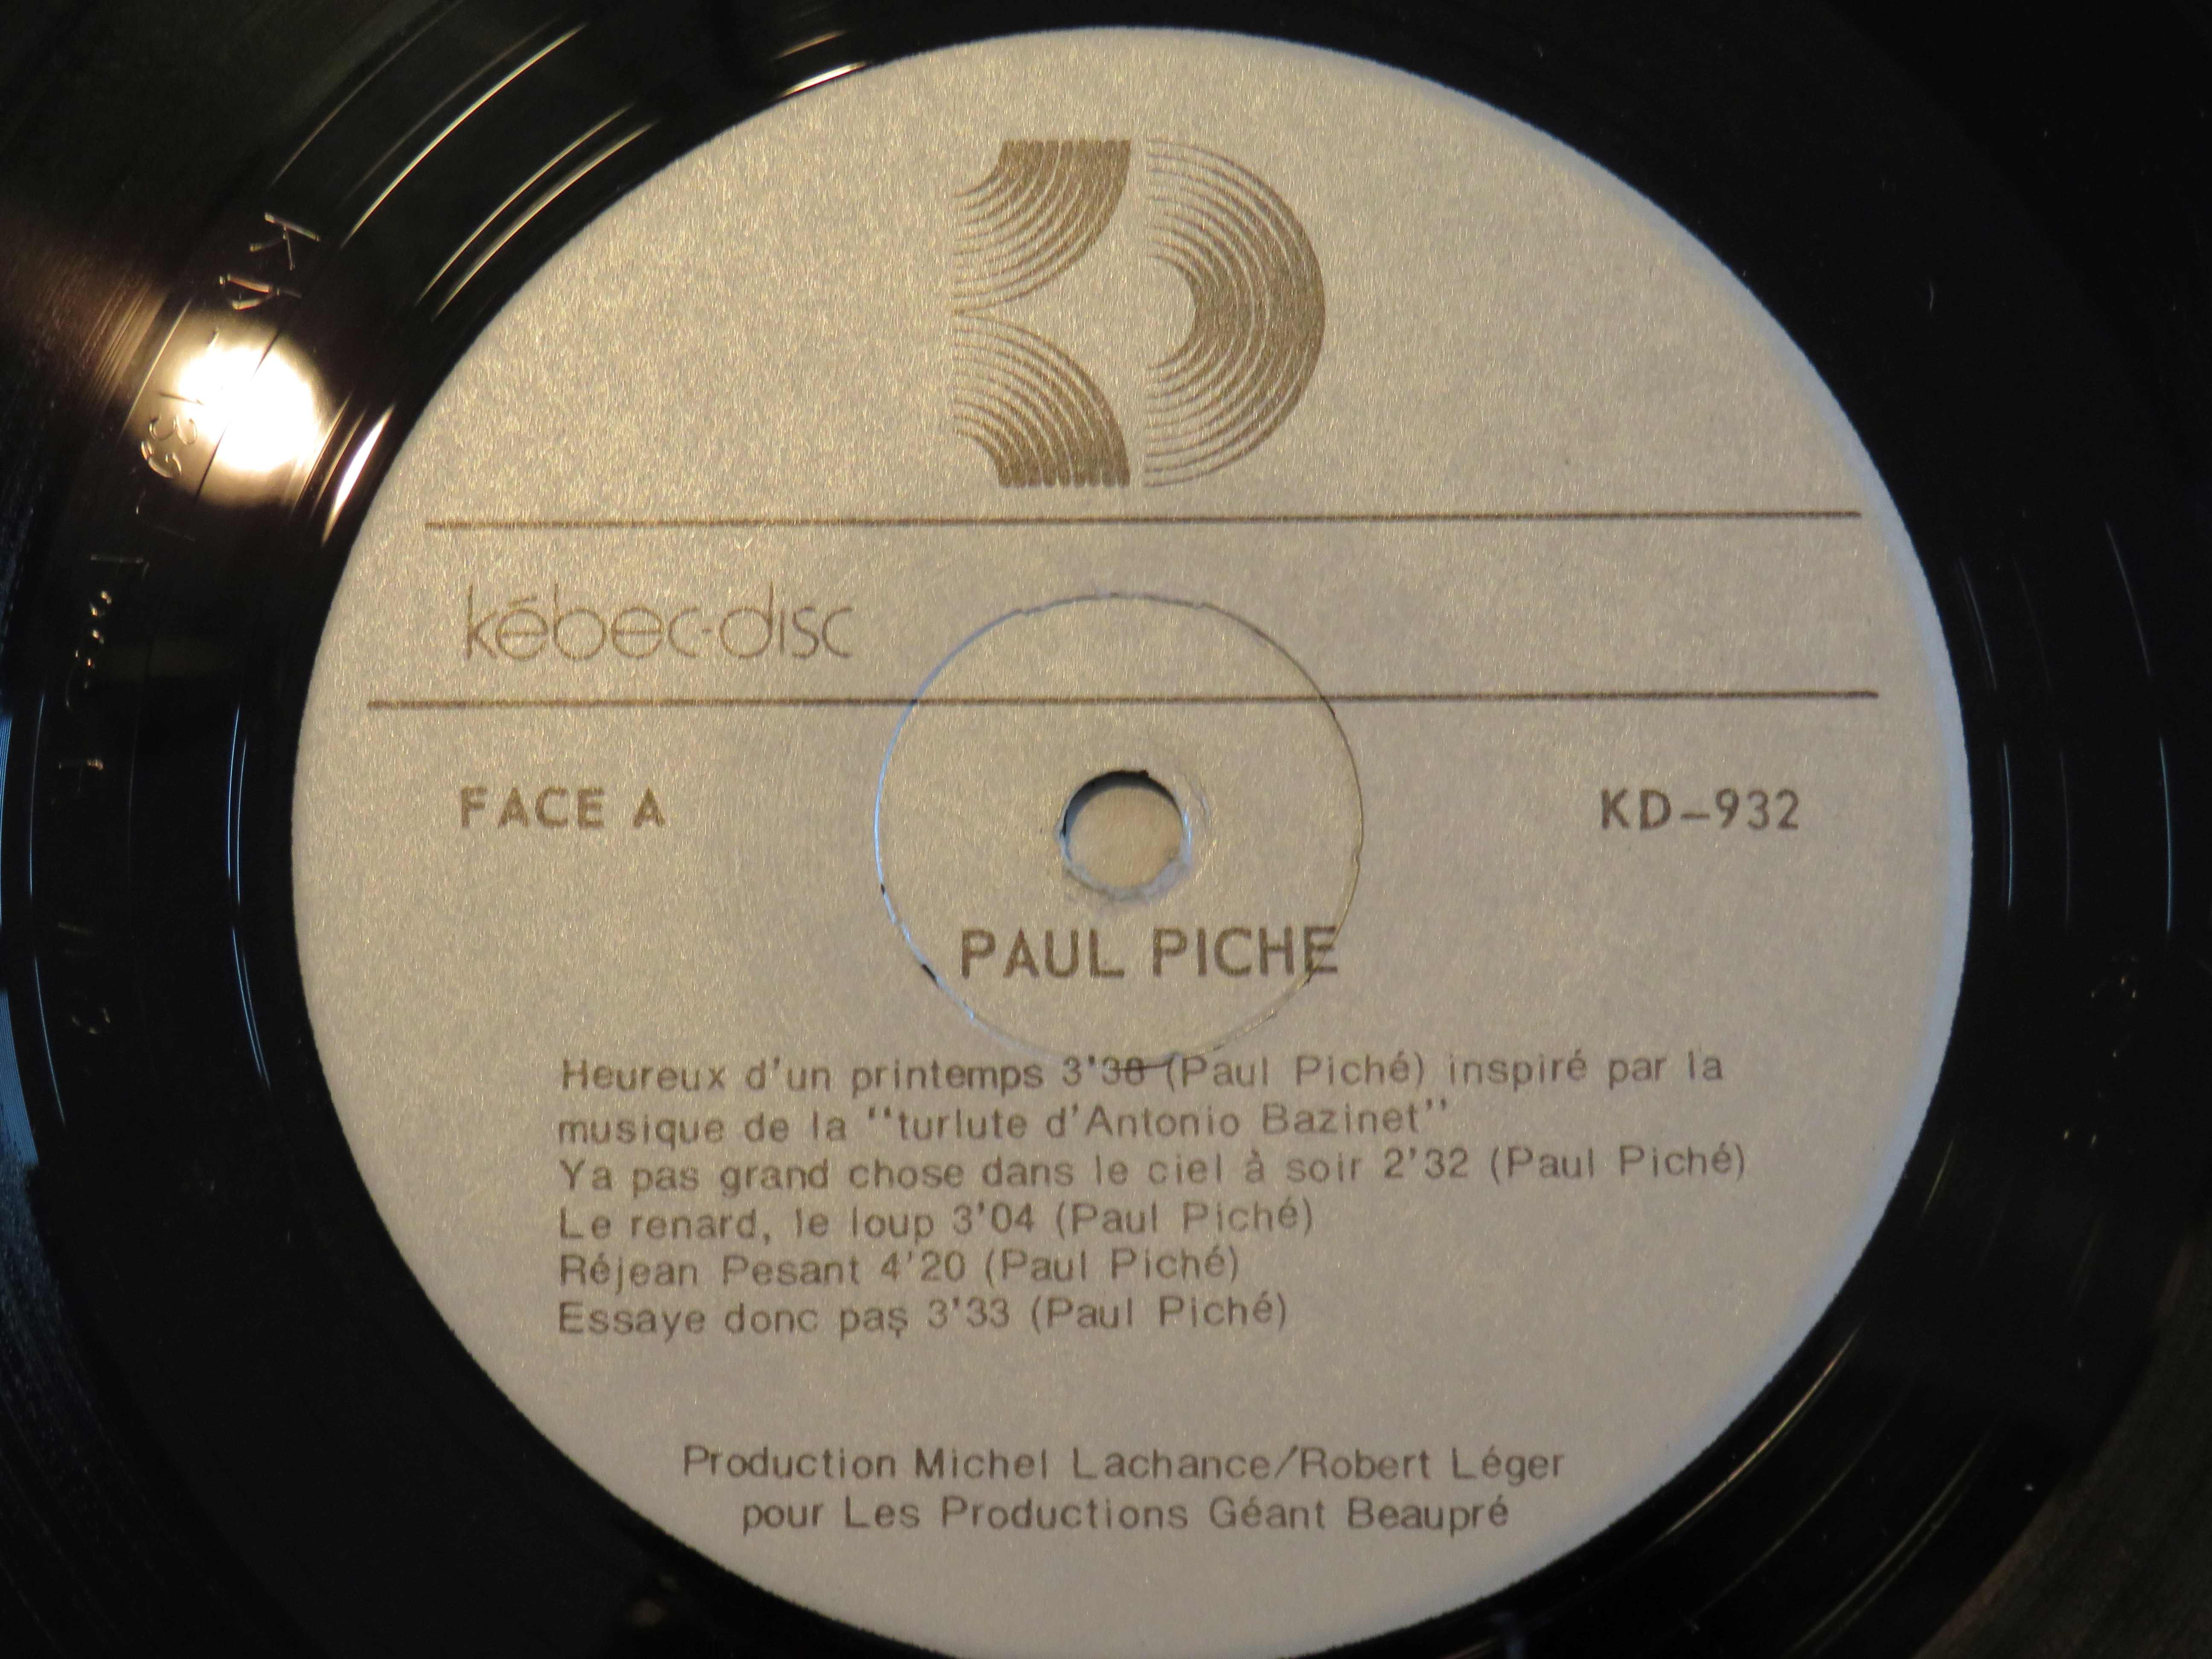 kébec-disc
FACE A
KD-932
PAUL PICHE
Heureux d'un printemps 3'38 (Paul Piché) inspiré par la
musique de la "turlute d'Antonio Bazinet"
Ya pas grand chose dans le ciel à soir 2'32 (Paul Piché)
Le renard, le loup 3'04 (Paul Piché)
Réjean Pesant 4'20 (Paul Piché)
Essaye donc pas 3'33 (Paul Piché)
Production Michel Lachance/Robert Léger
pour Les Productions Géant Beaupré